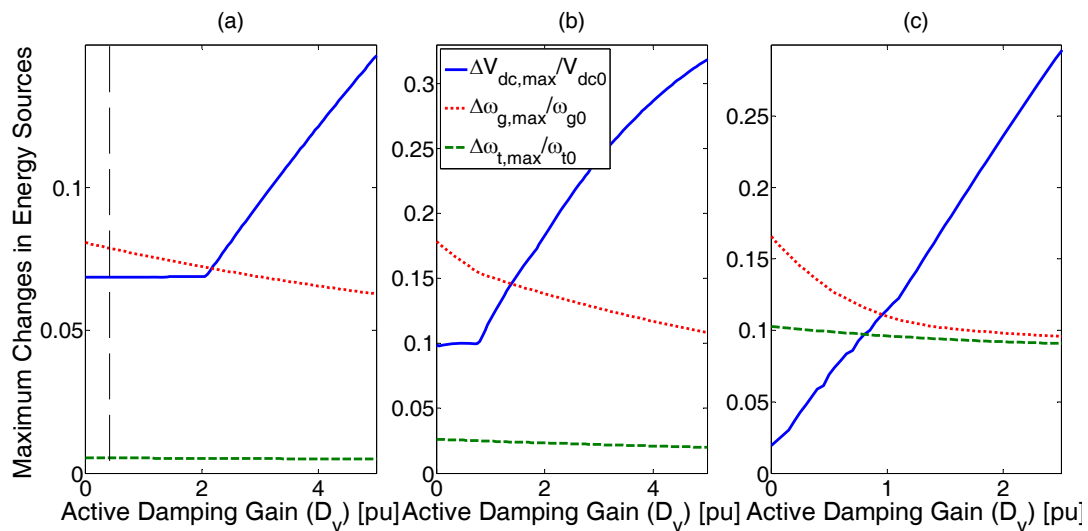 (a)
(b)
(c)
Maximum Changes in Energy Sources
0.1
0.05
0
0.3
0.25
0.2
0.15
0.1
0.05
0
0.3
0.25
0.2
0.15
0.1
0.05
0
ΔV_dc,max/V_dc0
Δω_g,max/ω_g0
Δω_t,max/ω_t0
0 2 4
0 2 4
0 1 2
Active Damping Gain (D_v) [pu]
Active Damping Gain (D_v) [pu]
Active Damping Gain (D_v) [pu]